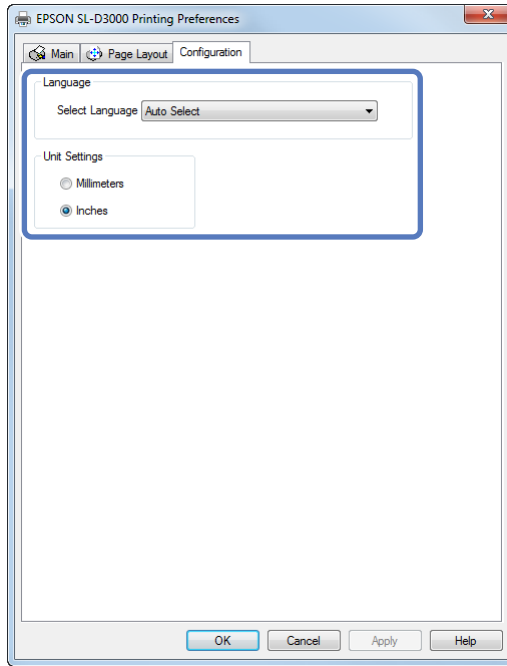 EPSON SL-D3000 Printing Preferences
Main Page Layout Configuration
Language
Select Language Auto Select
Unit Settings
Millimeters
Inches
OK Cancel Apply Help